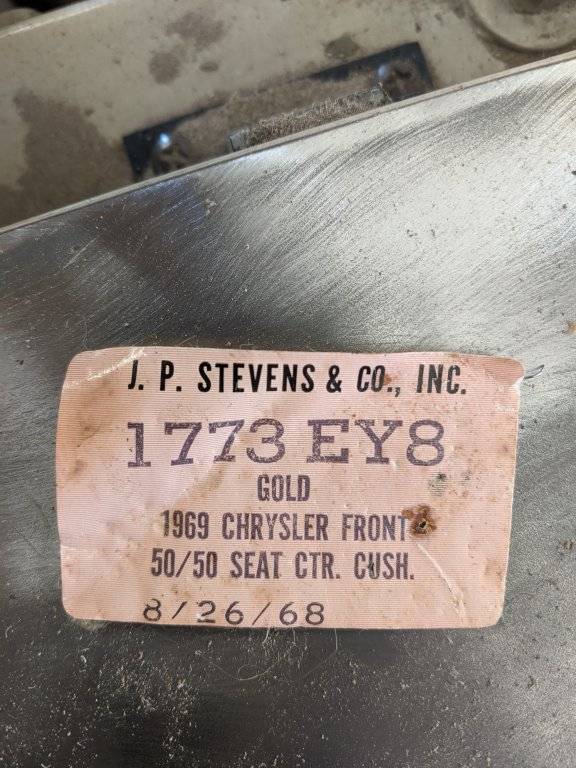 J. P. STEVENS & CO., INC.
1773 EY8
GOLD
1969 CHRYSLER FRONT
50/50 SEAT CTR. CUSH.
8/26/68